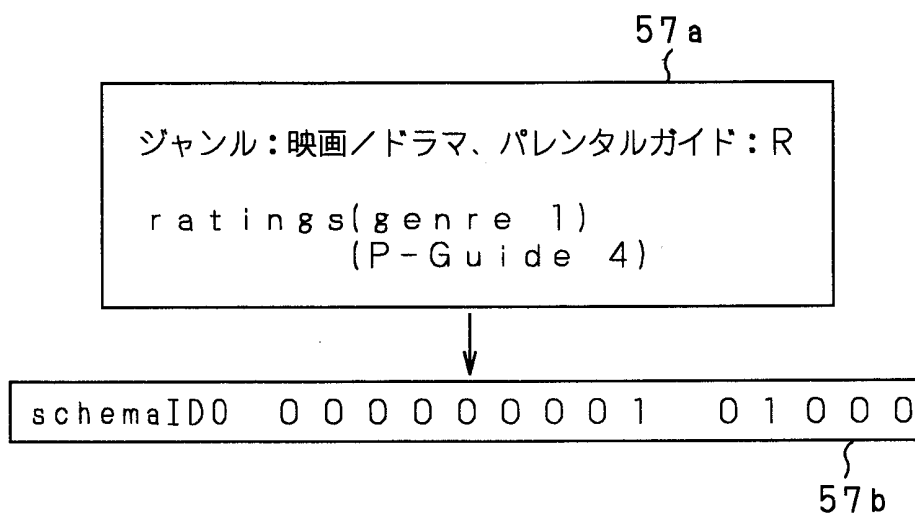 57a
ジャンル：映画／ドラマ、パレンタルガイド：R
ratings(genre 1)
(P-Guide 4)
schemaID0 000000001 01000
57b